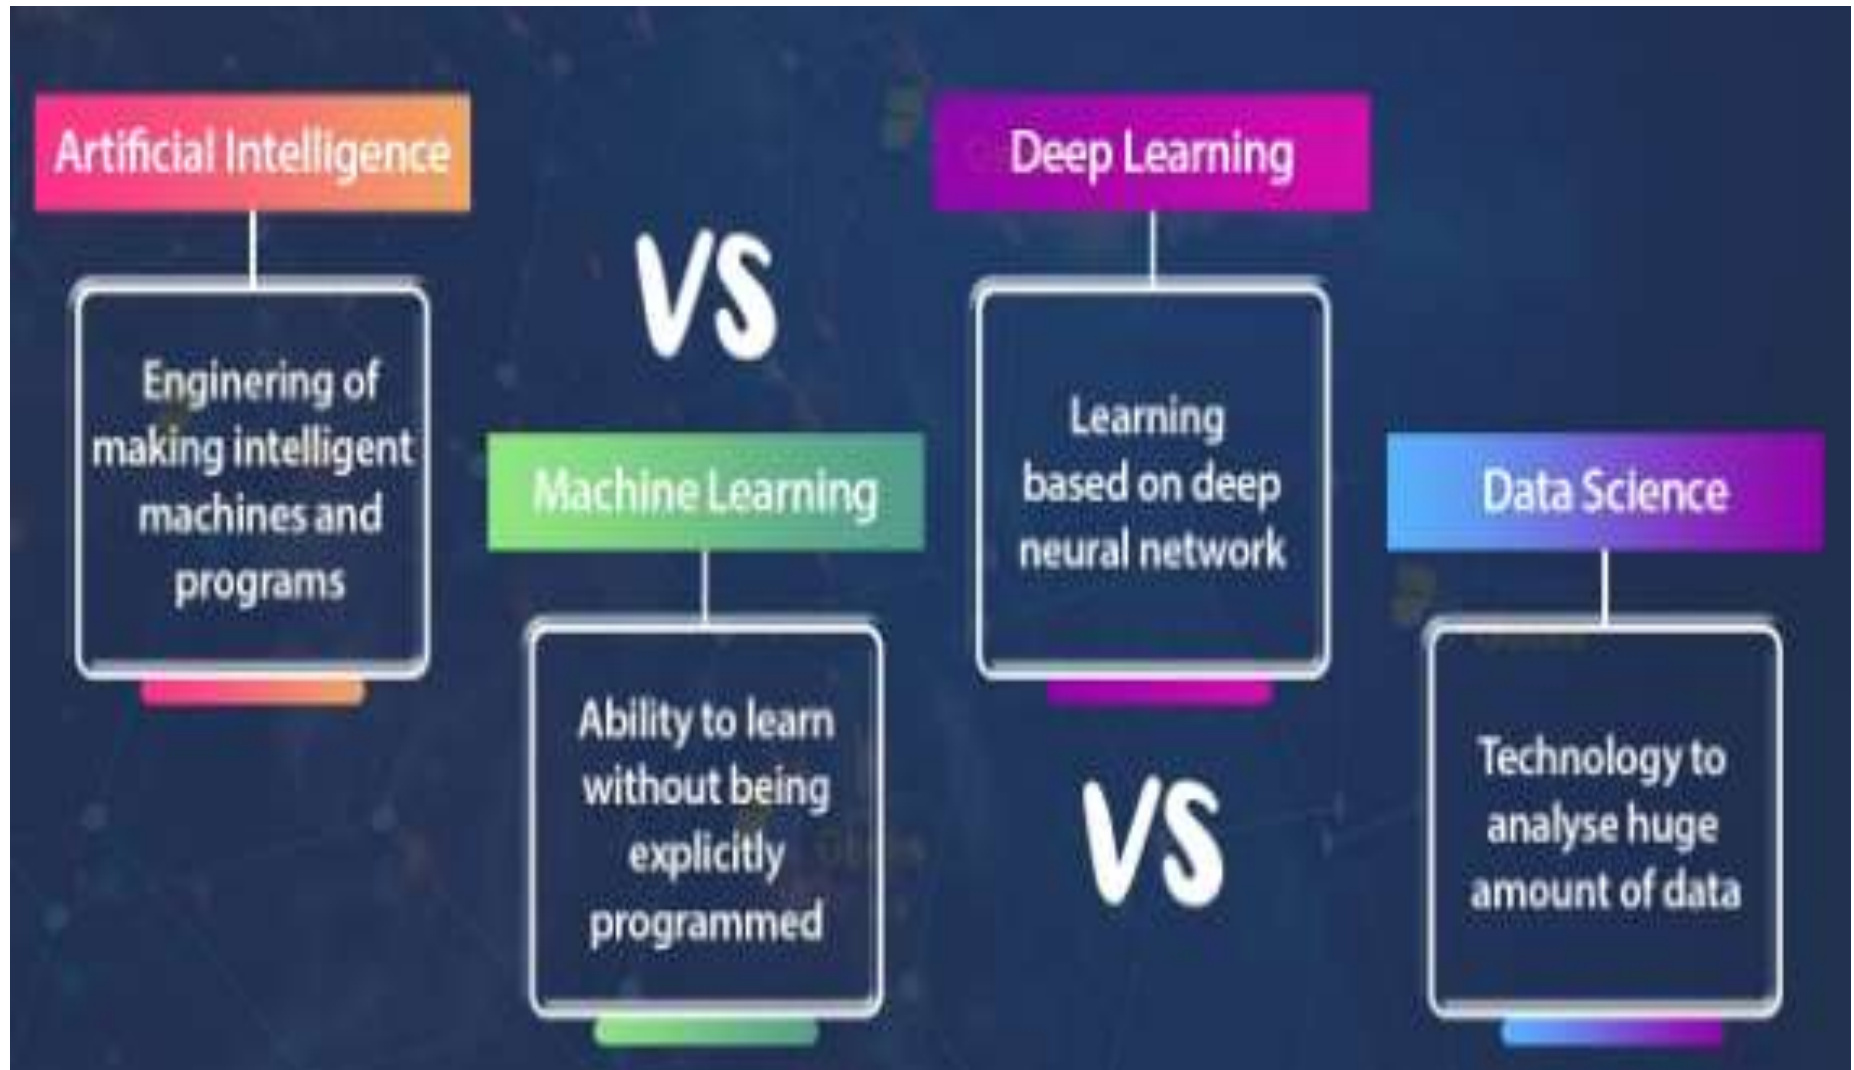 Artificial Intelligence
Enginering of
making intelligent
machines and
programs
VS
Machine Learning
Ability to learn
without being
explicitly
programmed
Deep Learning
Learning
based on deep
neural network
VS
Data Science
Technology to
analyse huge
amount of data